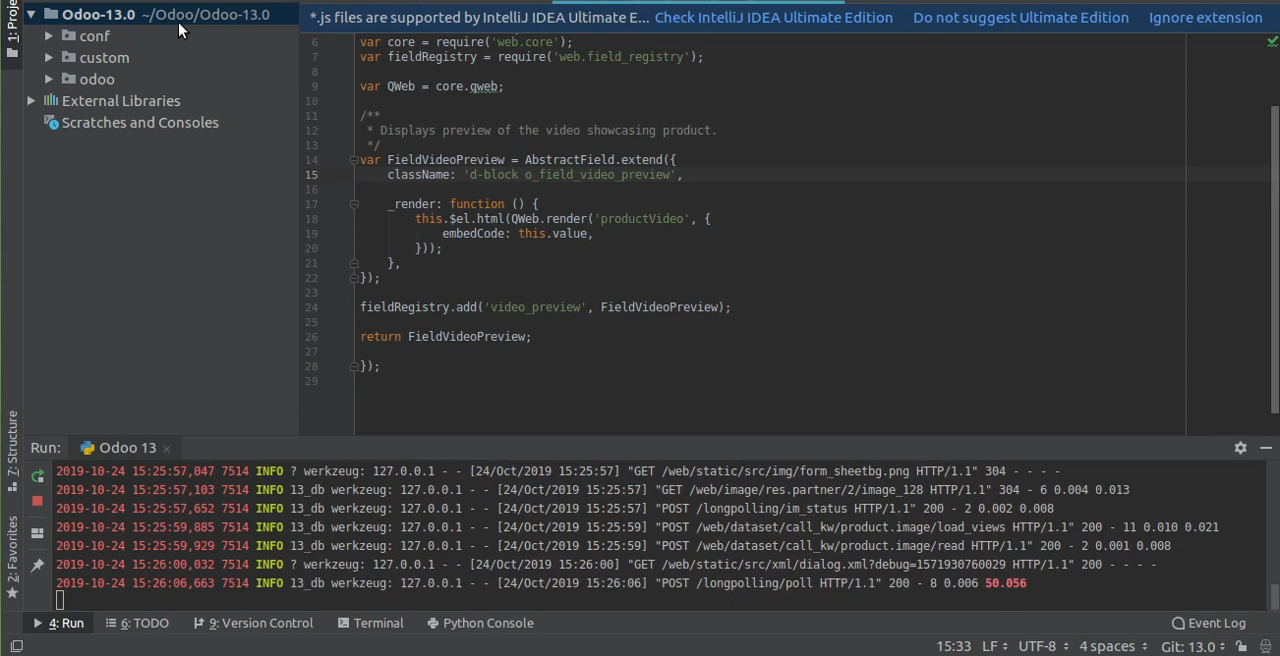 1: Proje
Odoo-13.0 ~/Odoo/Odoo-13.0
conf
custom
odoo
External Libraries
Scratches and Consoles
*.js files are supported by IntelliJ IDEA Ultimate E... Check IntelliJ IDEA Ultimate Edition Do not suggest Ultimate Edition Ignore extension
6 var core = require('web.core');
7 var fieldRegistry = require('web.field_registry');
8
9 var QWeb = core.qweb;
10
11 /**
12 * Displays preview of the video showcasing product.
13 */
14 var FieldVideoPreview = AbstractField.extend({
15 className: 'd-block o_field_video_preview',
16
17 _render: function () {
18 this.$el.html(QWeb.render('productVideo', {
19 embedCode: this.value,
20 }));
21 },
22 });
23
24 fieldRegistry.add('video_preview', FieldVideoPreview);
25
26 return FieldVideoPreview;
27
28 });
29
7: Structure
2: Favorites
Run: Odoo 13
2019-10-24 15:25:57,047 7514 INFO ? werkzeug: 127.0.0.1 - - [24/Oct/2019 15:25:57] "GET /web/static/src/img/form_sheetbg.png HTTP/1.1" 304 - - - -
2019-10-24 15:25:57,103 7514 INFO 13_db werkzeug: 127.0.0.1 - - [24/Oct/2019 15:25:57] "GET /web/image/res.partner/2/image_128 HTTP/1.1" 304 - 6 0.004 0.013
2019-10-24 15:25:57,652 7514 INFO 13_db werkzeug: 127.0.0.1 - - [24/Oct/2019 15:25:57] "POST /longpolling/im_status HTTP/1.1" 200 - 2 0.002 0.008
2019-10-24 15:25:59,885 7514 INFO 13_db werkzeug: 127.0.0.1 - - [24/Oct/2019 15:25:59] "POST /web/dataset/call_kw/product.image/load_views HTTP/1.1" 200 - 11 0.010 0.021
2019-10-24 15:25:59,929 7514 INFO 13_db werkzeug: 127.0.0.1 - - [24/Oct/2019 15:25:59] "POST /web/dataset/call_kw/product.image/read HTTP/1.1" 200 - 2 0.001 0.008
2019-10-24 15:26:00,032 7514 INFO ? werkzeug: 127.0.0.1 - - [24/Oct/2019 15:26:00] "GET /web/static/src/xml/dialog.xml?debug=1571930760029 HTTP/1.1" 200 - - - -
2019-10-24 15:26:06,663 7514 INFO 13_db werkzeug: 127.0.0.1 - - [24/Oct/2019 15:26:06] "POST /longpolling/poll HTTP/1.1" 200 - 8 0.006 50.056
4: Run 6: TODO 9: Version Control Terminal Python Console Event Log
15:33 LF UTF-8 4 spaces Git: 13.0